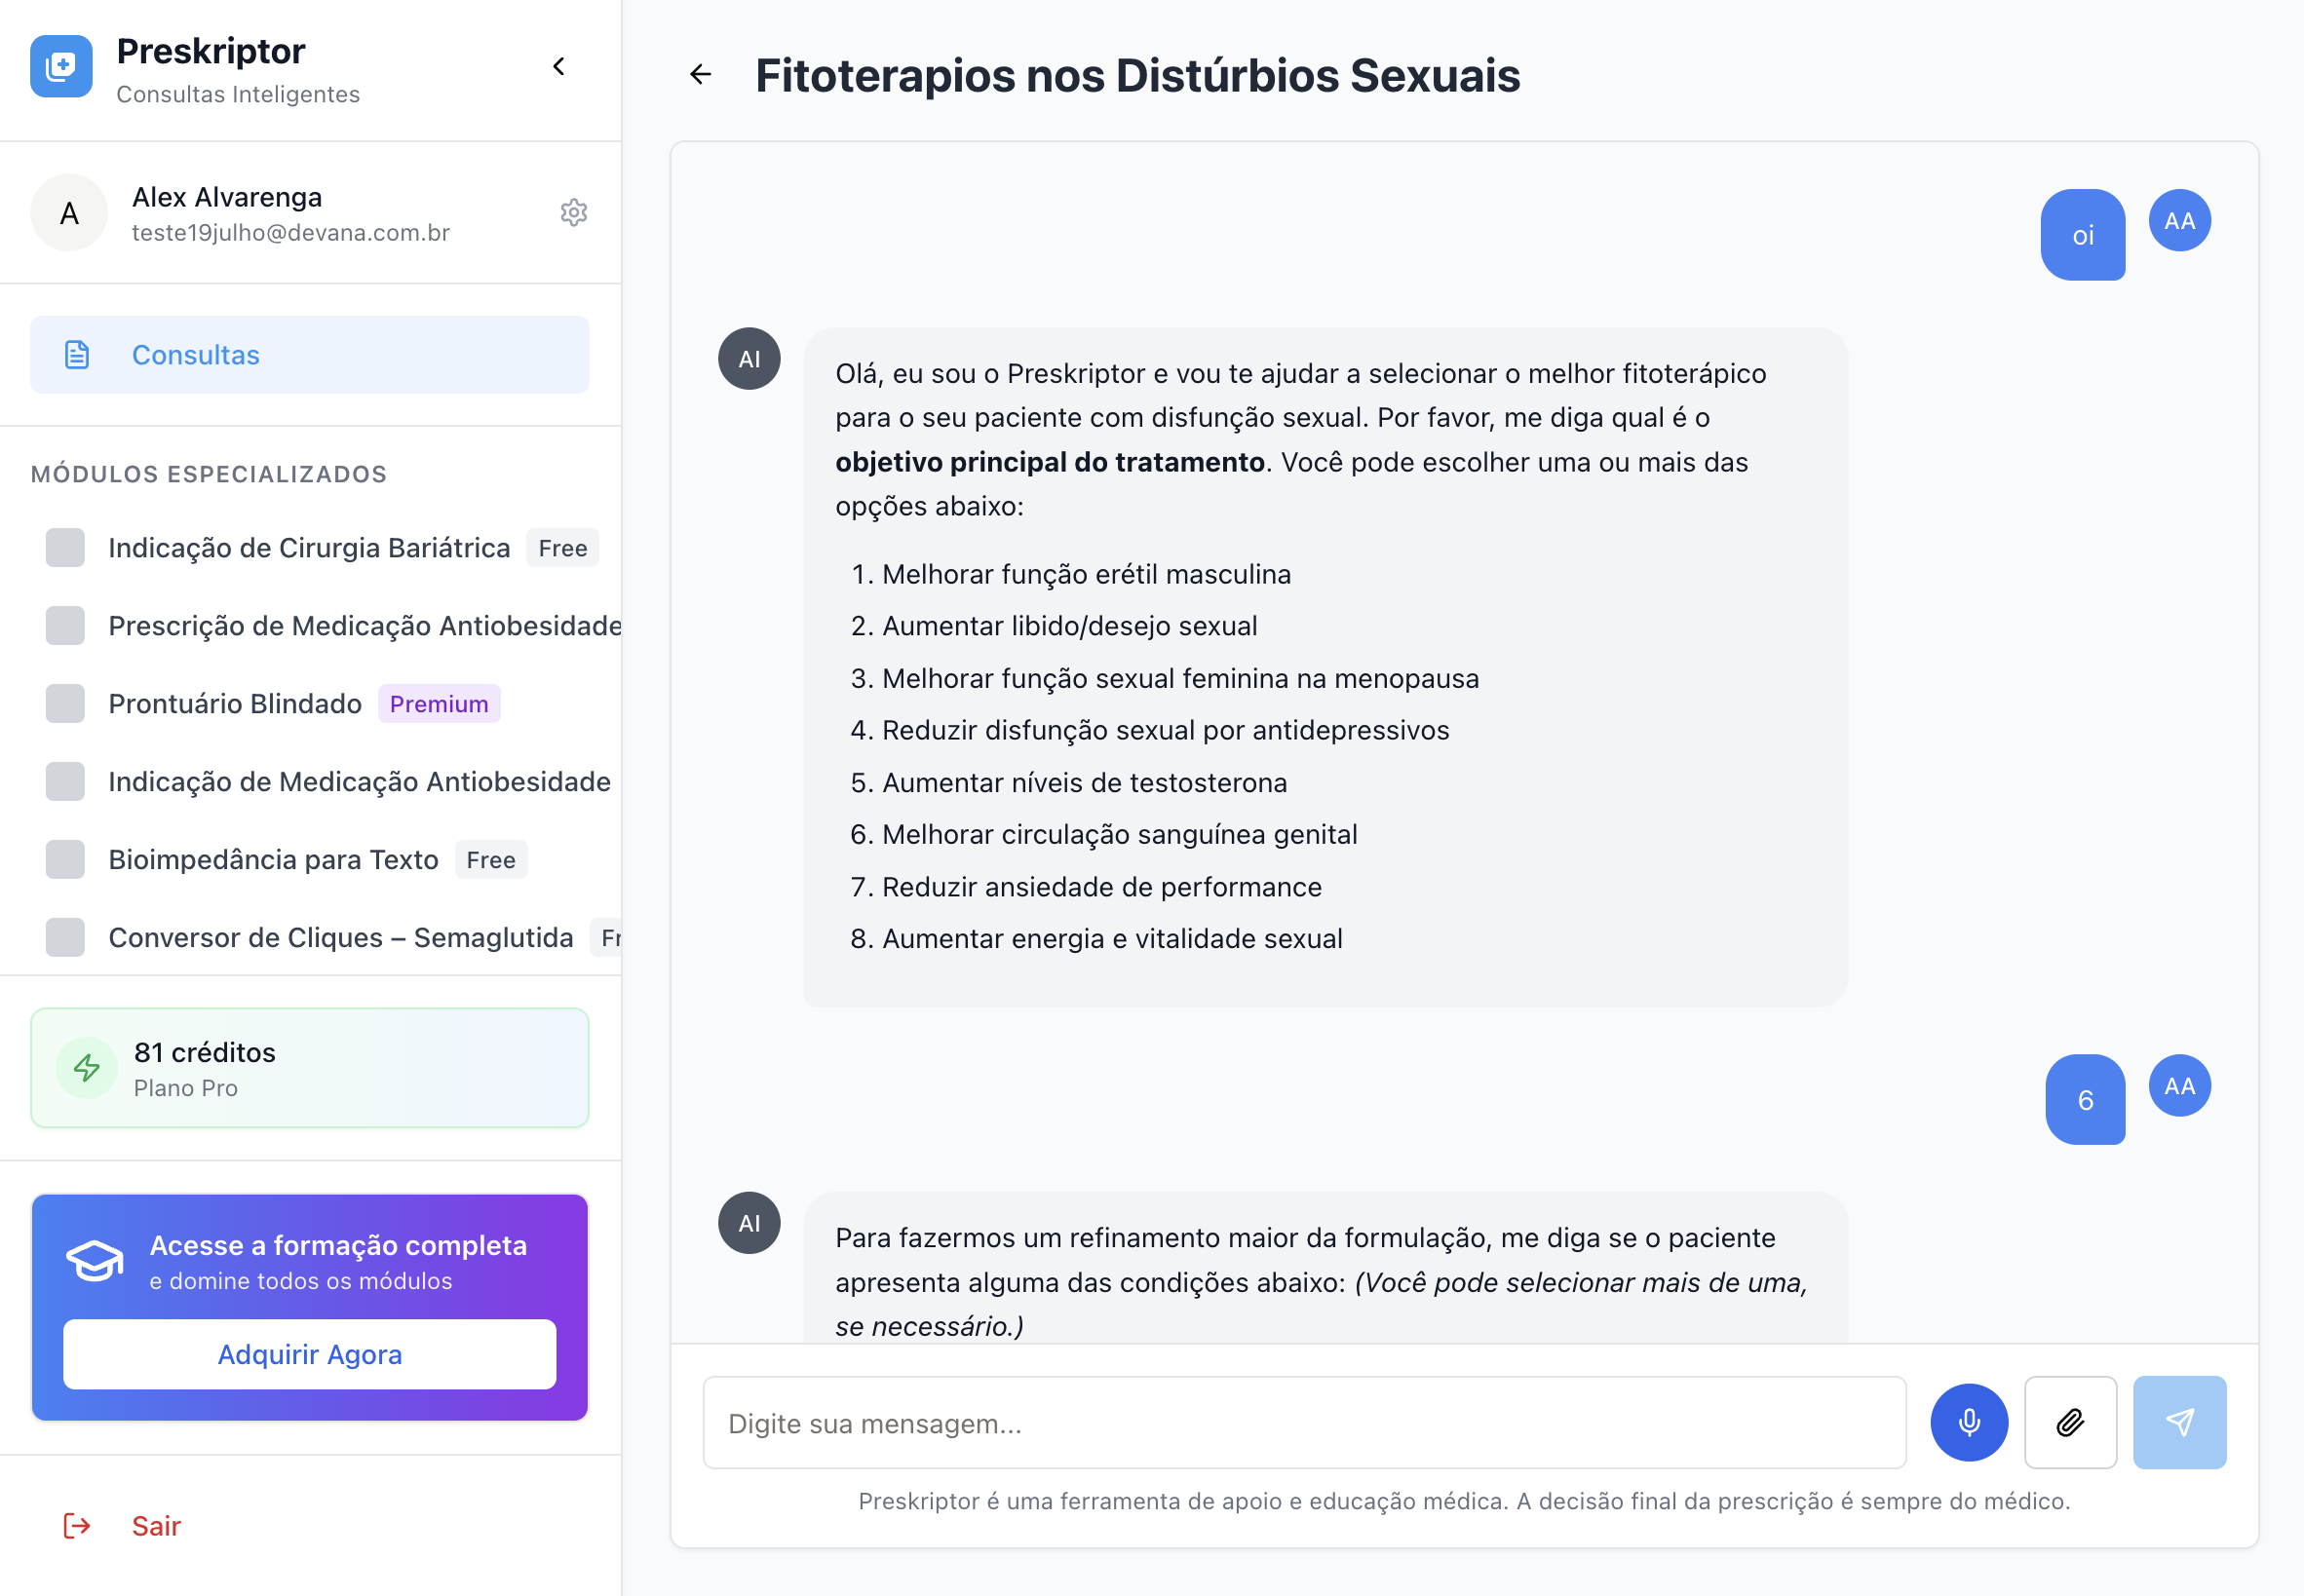 Preskriptor
Consultas Inteligentes
A
Alex Alvarenga
teste19julho@devana.com.br
Consultas
MÓDULOS ESPECIALIZADOS
Indicação de Cirurgia Bariátrica Free
Prescrição de Medicação Antiobesidade
Prontuário Blindado Premium
Indicação de Medicação Antiobesidade
Bioimpedância para Texto Free
Conversor de Cliques – Semaglutida Fr
81 créditos
Plano Pro
Acesse a formação completa
e domine todos os módulos
Adquirir Agora
Sair
Fitoterapios nos Distúrbios Sexuais
oi
AA
AI
Olá, eu sou o Preskriptor e vou te ajudar a selecionar o melhor fitoterápico
para o seu paciente com disfunção sexual. Por favor, me diga qual é o
objetivo principal do tratamento. Você pode escolher uma ou mais das
opções abaixo:
1. Melhorar função erétil masculina
2. Aumentar libido/desejo sexual
3. Melhorar função sexual feminina na menopausa
4. Reduzir disfunção sexual por antidepressivos
5. Aumentar níveis de testosterona
6. Melhorar circulação sanguínea genital
7. Reduzir ansiedade de performance
8. Aumentar energia e vitalidade sexual
6
AA
AI
Para fazermos um refinamento maior da formulação, me diga se o paciente
apresenta alguma das condições abaixo: (Você pode selecionar mais de uma,
se necessário.)
Digite sua mensagem...
Preskriptor é uma ferramenta de apoio e educação médica. A decisão final da prescrição é sempre do médico.